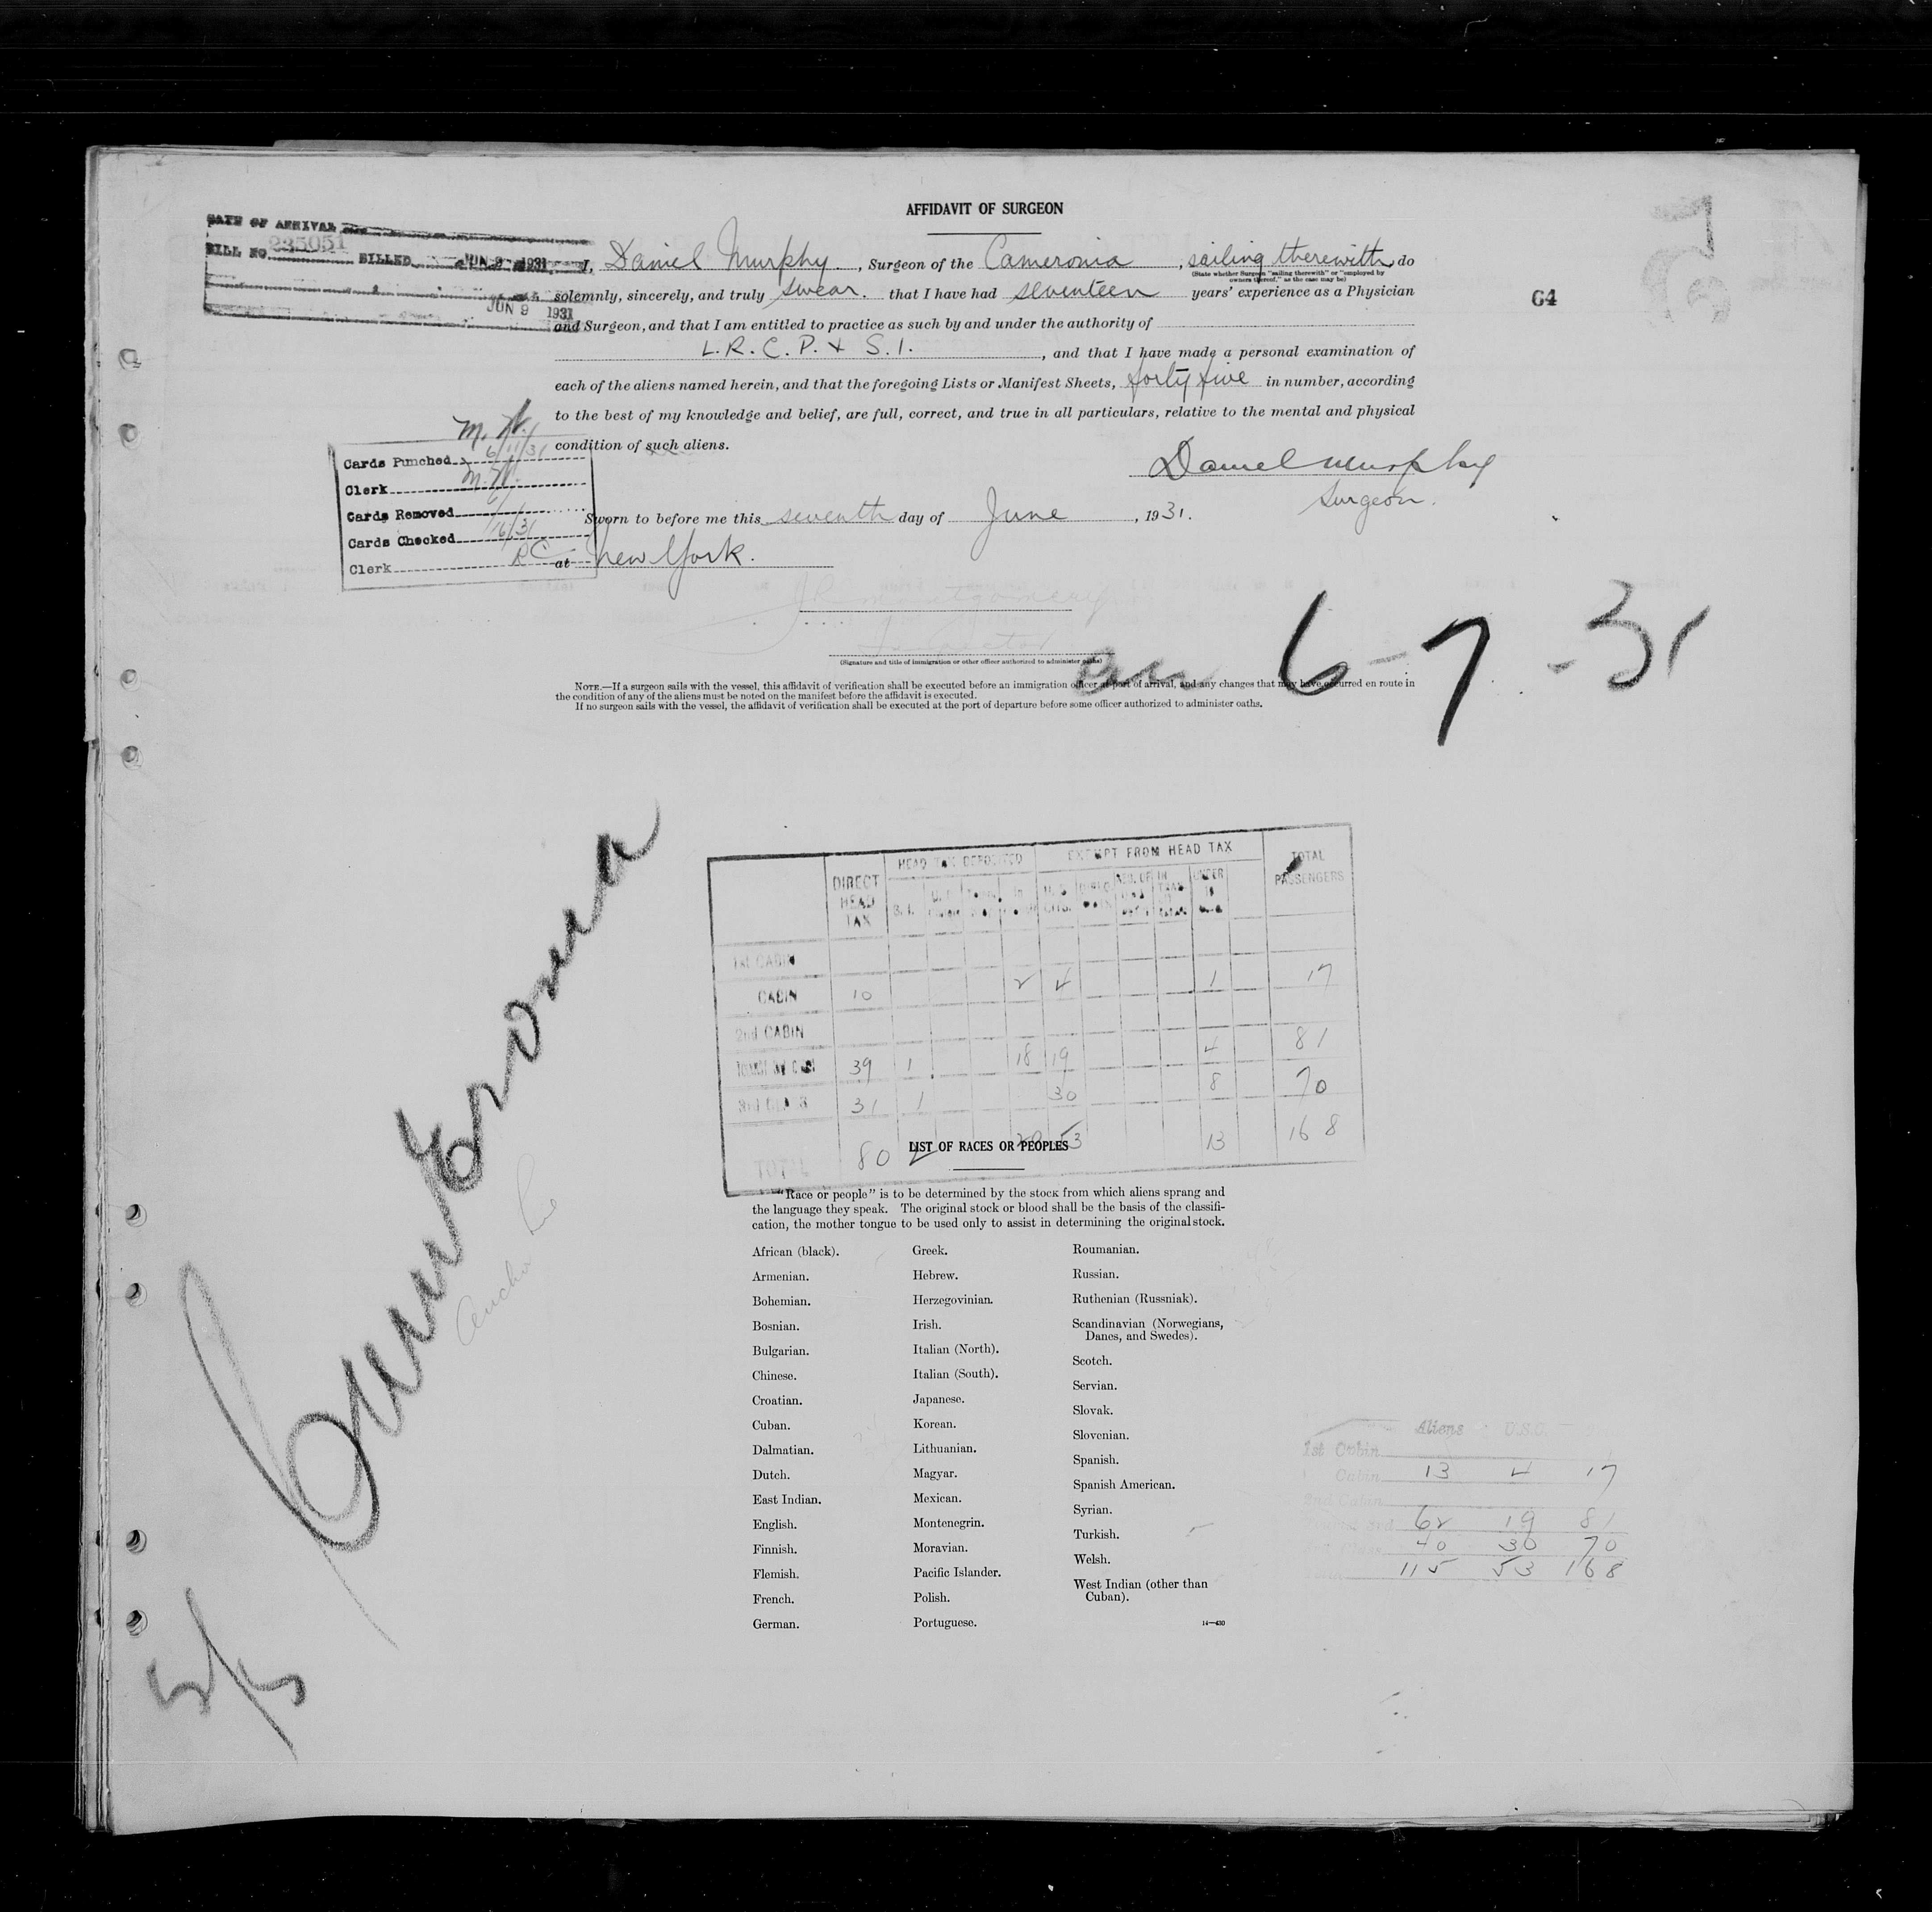 AFFIDAVIT OF SURGEON
DATE OF ARRIVAL
BILL NO. 235051 BILLED JUN 9 1931
JUN 9 1931
I, Daniel Murphy, Surgeon of the Cameronia, sailing therewith, do
(State whether Surgeon "sailing therewith" or "employed by
owners thereof," as the case may be)
solemnly, sincerely, and truly swear. that I have had seventeen years' experience as a Physician
and Surgeon, and that I am entitled to practice as such by and under the authority of
L. R. C. P. & S. I., and that I have made a personal examination of
each of the aliens named herein, and that the foregoing Lists or Manifest Sheets, forty five in number, according
to the best of my knowledge and belief, are full, correct, and true in all particulars, relative to the mental and physical
condition of such aliens.
64
Daniel Murphy
Surgeon.
Sworn to before me this seventh day of June, 1931.
at New York.
M. N.
Cards Punched 6/11/31
Clerk M. N.
Cards Removed
Cards Checked 16/31
Clerk RC
J Montgomery
Inspector
(Signature and title of immigration or other officer authorized to administer oaths)
6-7-31
NOTE.—If a surgeon sails with the vessel, this affidavit of verification shall be executed before an immigration officer at port of arrival, and any changes that may have occurred en route in
the condition of any of the aliens must be noted on the manifest before the affidavit is executed.
If no surgeon sails with the vessel, the affidavit of verification shall be executed at the port of departure before some officer authorized to administer oaths.
Cameronia
Anchor Line
5/5
DIRECT HEAD TAX HEAD TAX DEPOSITED EXEMPT FROM HEAD TAX TOTAL PASSENGERS
1st CABIN
CABIN 10 2 4 1 17
2nd CABIN
39 1 18 19 4 81
3rd CLASS 31 1 30 8 70
TOTAL 80 2 20 53 13 168
LIST OF RACES OR PEOPLES
"Race or people" is to be determined by the stock from which aliens sprang and
the language they speak. The original stock or blood shall be the basis of the classifi-
cation, the mother tongue to be used only to assist in determining the original stock.
African (black).
Armenian.
Bohemian.
Bosnian.
Bulgarian.
Chinese.
Croatian.
Cuban.
Dalmatian.
Dutch.
East Indian.
English.
Finnish.
Flemish.
French.
German.
Greek.
Hebrew.
Herzegovinian.
Irish.
Italian (North).
Italian (South).
Japanese.
Korean.
Lithuanian.
Magyar.
Mexican.
Montenegrin.
Moravian.
Pacific Islander.
Polish.
Portuguese.
Roumanian.
Russian.
Ruthenian (Russniak).
Scandinavian (Norwegians,
Danes, and Swedes).
Scotch.
Servian.
Slovak.
Slovenian.
Spanish.
Spanish American.
Syrian.
Turkish.
Welsh.
West Indian (other than
Cuban).
14—430
Aliens U.S.C.
1st Cabin
Cabin 13 4 17
2nd Cabin
62 19 81
40 30 70
115 53 168